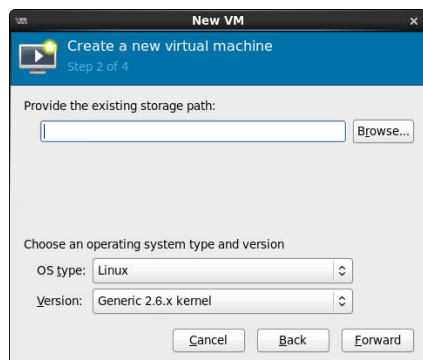 New VM
Create a new virtual machine
Step 2 of 4
Provide the existing storage path:
Browse...
Choose an operating system type and version
OS type: Linux
Version: Generic 2.6.x kernel
Cancel Back Forward